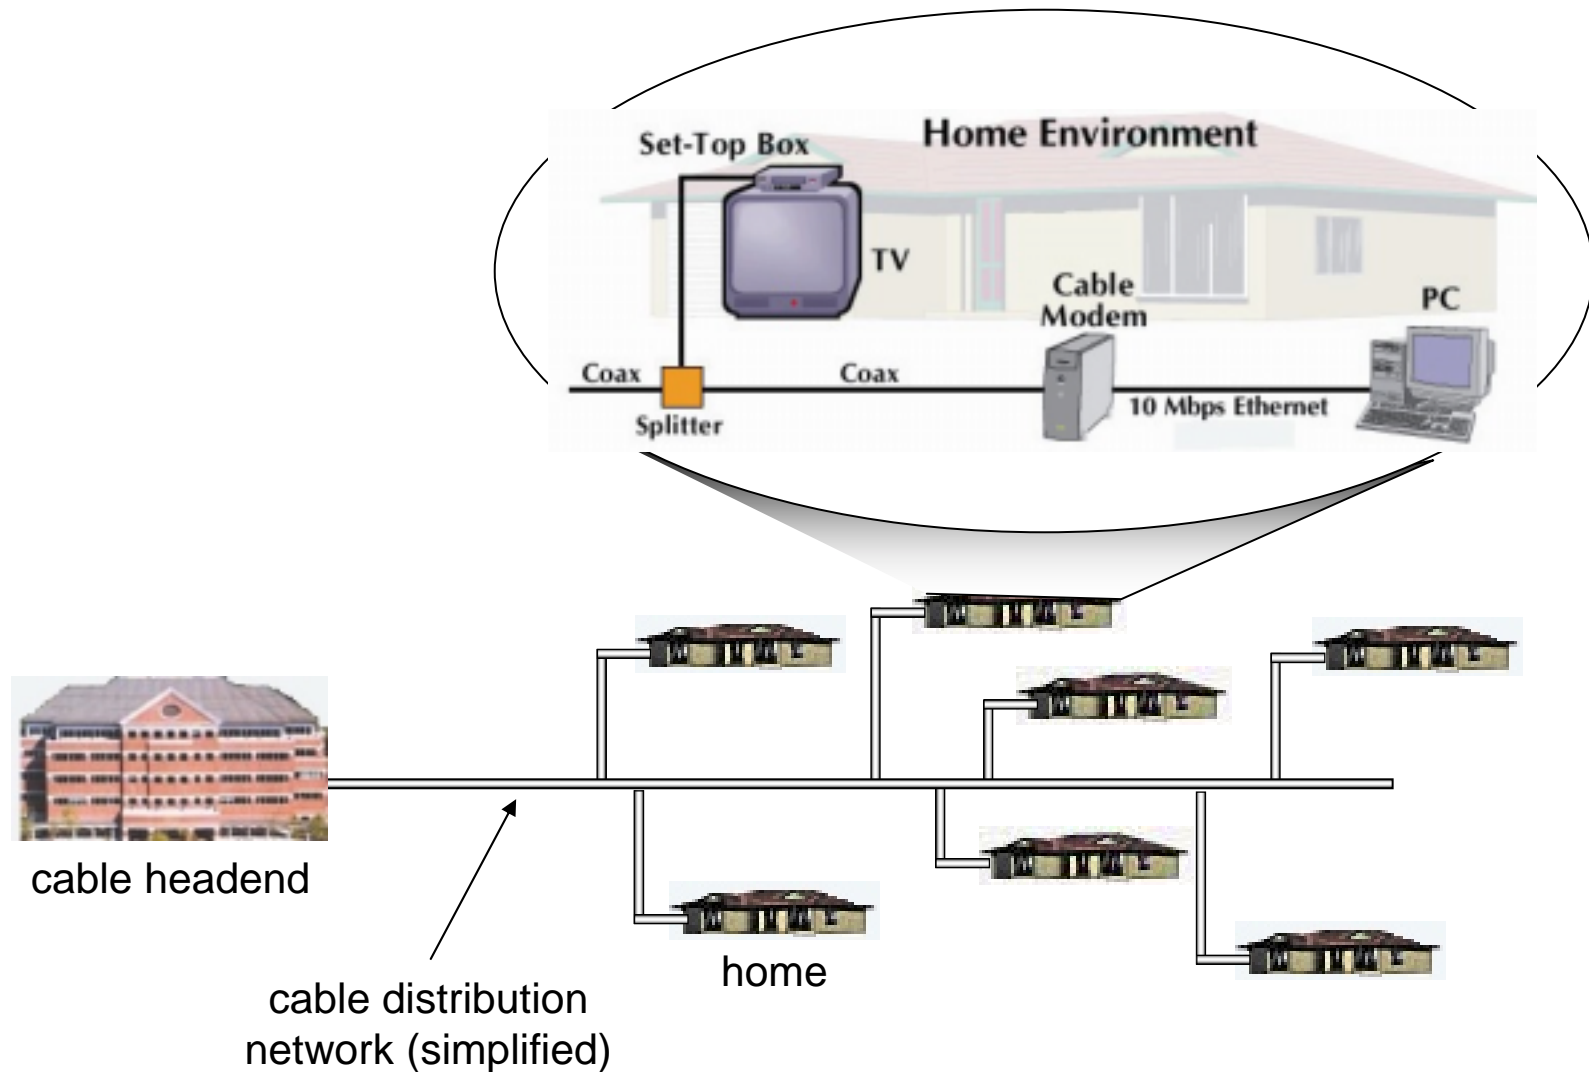 Home Environment
Set-Top Box
TV
Cable
Modem
PC
Coax
Coax
10 Mbps Ethernet
Splitter
cable headend
home
cable distribution
network (simplified)